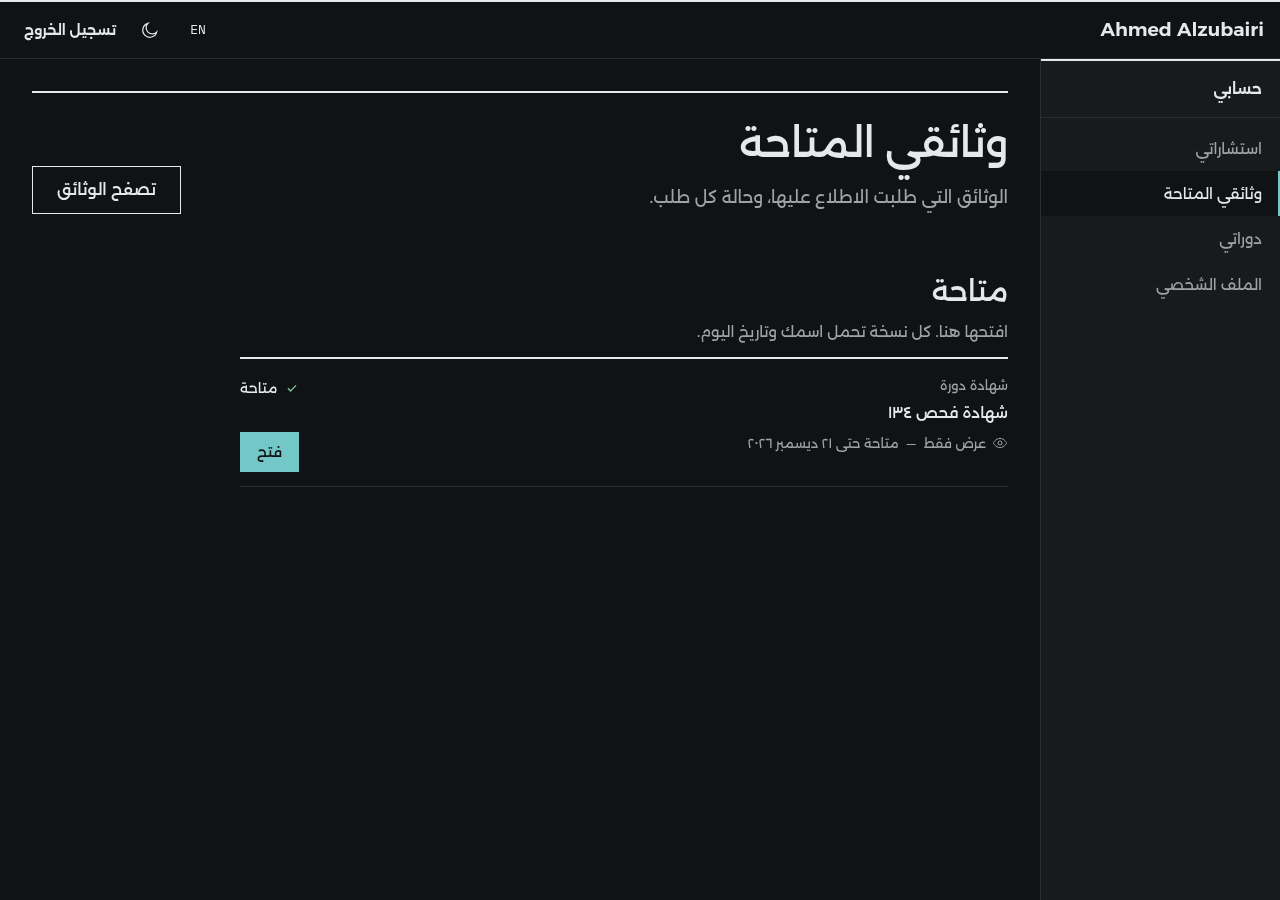 Ahmed Alzubairi
EN
تسجيل الخروج
حسابي
استشاراتي
وثائقي المتاحة
دوراتي
الملف الشخصي
وثائقي المتاحة
الوثائق التي طلبت الاطلاع عليها، وحالة كل طلب.
تصفح الوثائق
متاحة
افتحها هنا. كل نسخة تحمل اسمك وتاريخ اليوم.
شهادة دورة
شهادة فحص ١٣٤
عرض فقط — متاحة حتى ٢١ ديسمبر ٢٠٢٦
متاحة
فتح